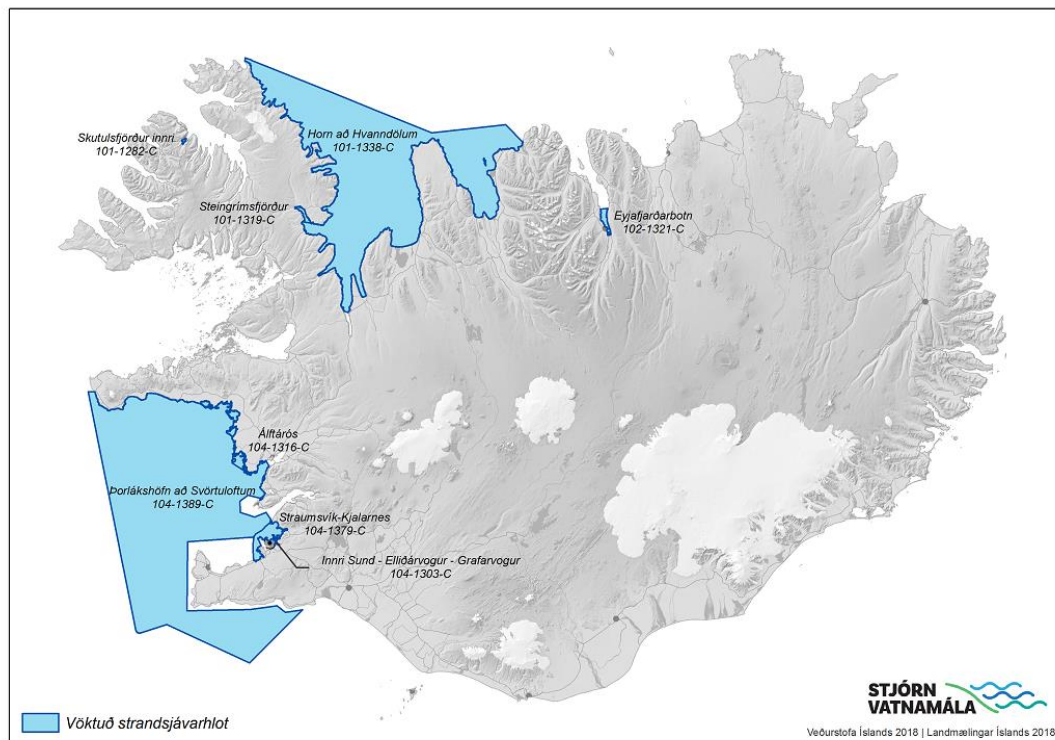 Skutulsfjörður innri
101-1282-C
Horn að Hvanndölum
101-1338-C
Steingrímsfjörður
101-1319-C
Eyjafjarðarbotn
102-1321-C
Álftárós
104-1316-C
Þorlákshöfn að Svörtuloftum
104-1389-C
Straumsvík-Kjalarnes
104-1379-C
Innri Sund - Elliðárvogur - Grafarvogur
104-1303-C
Vöktuð strandsjávarhlot
STJÓRN
VATNAMÁLA
Veðurstofa Íslands 2018 | Landmælingar Íslands 2018